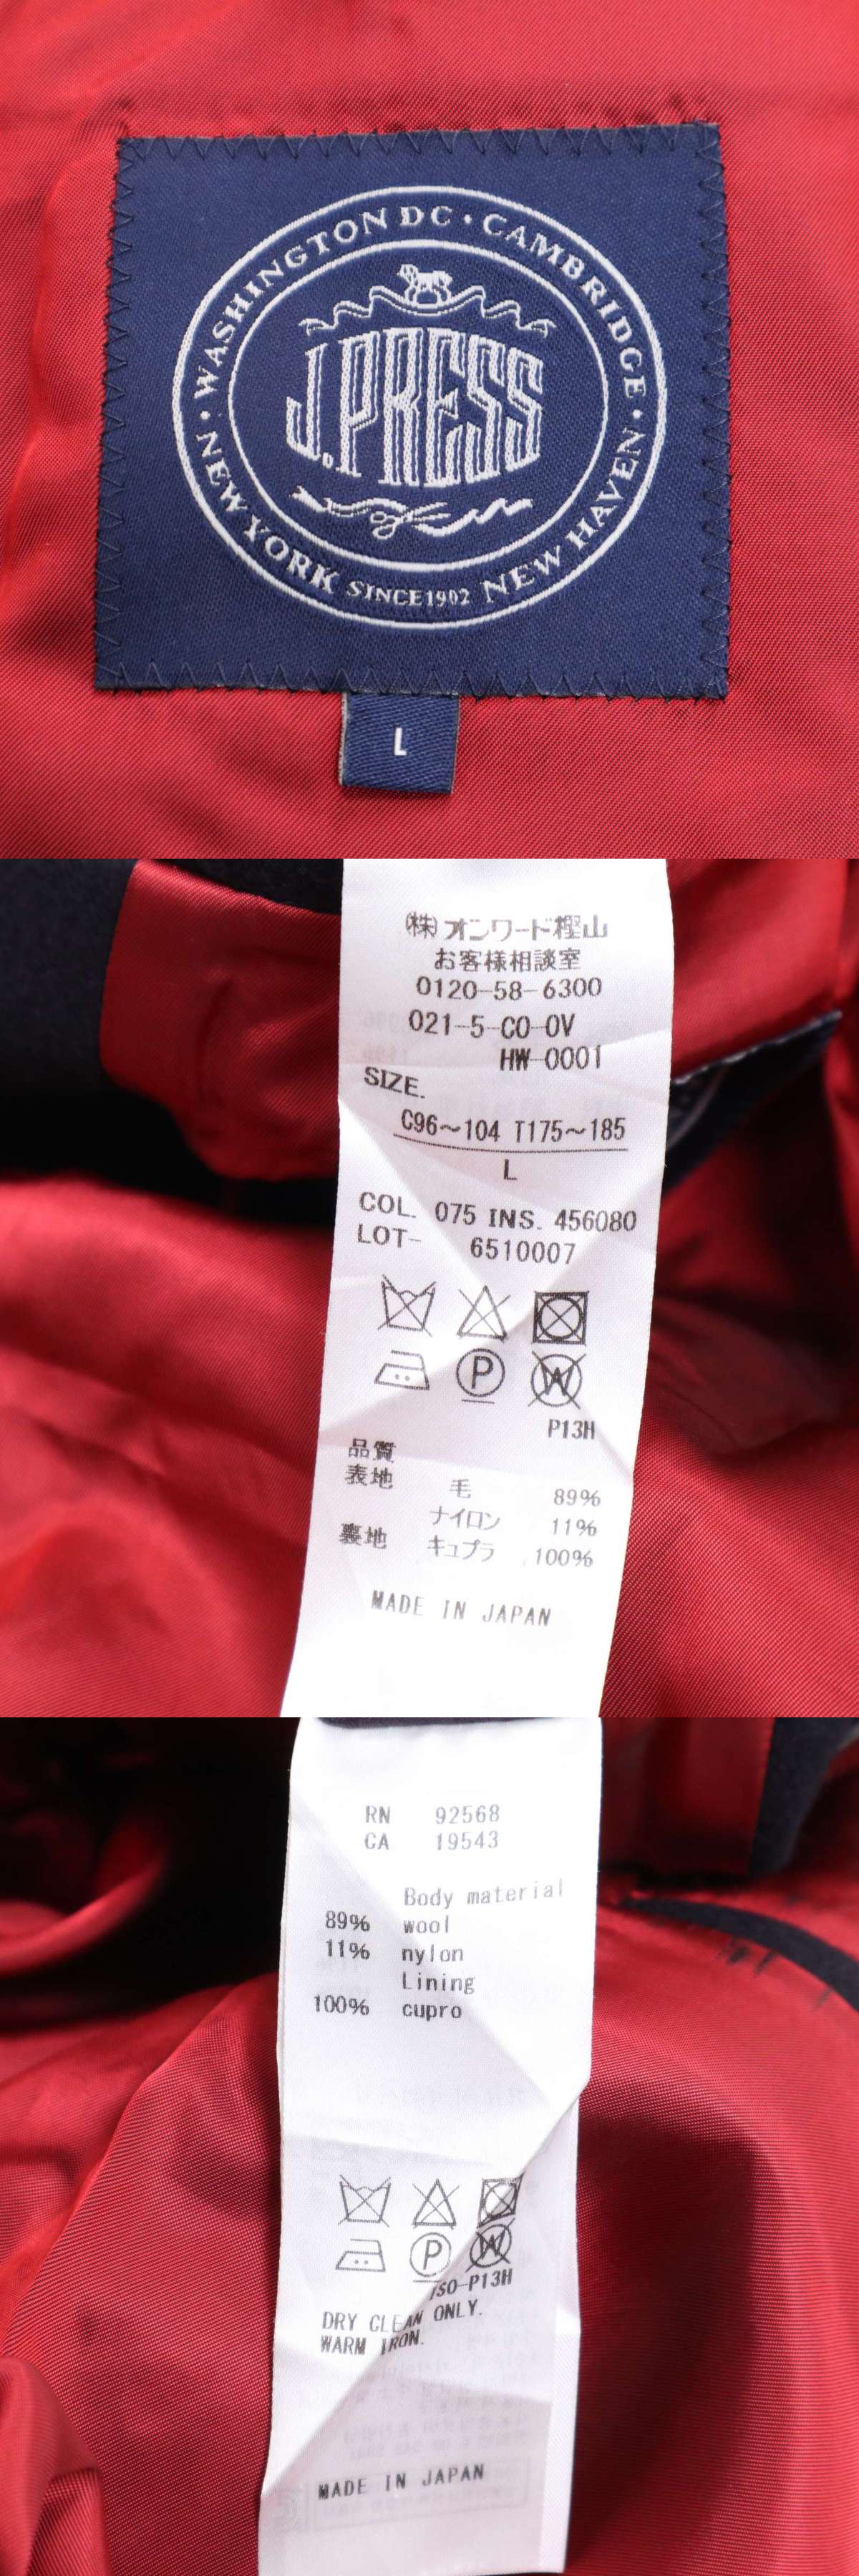 WASHINGTON DC • CAMBRIDGE •
J.PRESS
NEW YORK SINCE 1902 NEW HAVEN
L
㈱オンワード樫山
お客様相談室
0120-58-6300
021-5-CO-OV
HW-0001
SIZE.
C96～104 T175～185
L
COL. 075 INS. 456080
LOT- 6510007
P
W
P13H
品質
表地 毛 89%
ナイロン 11%
裏地 キュプラ 100%
MADE IN JAPAN
RN 92568
CA 19543
Body material
89% wool
11% nylon
Lining
100% cupro
P
W
ISO-P13H
DRY CLEAN ONLY.
WARM IRON.
MADE IN JAPAN